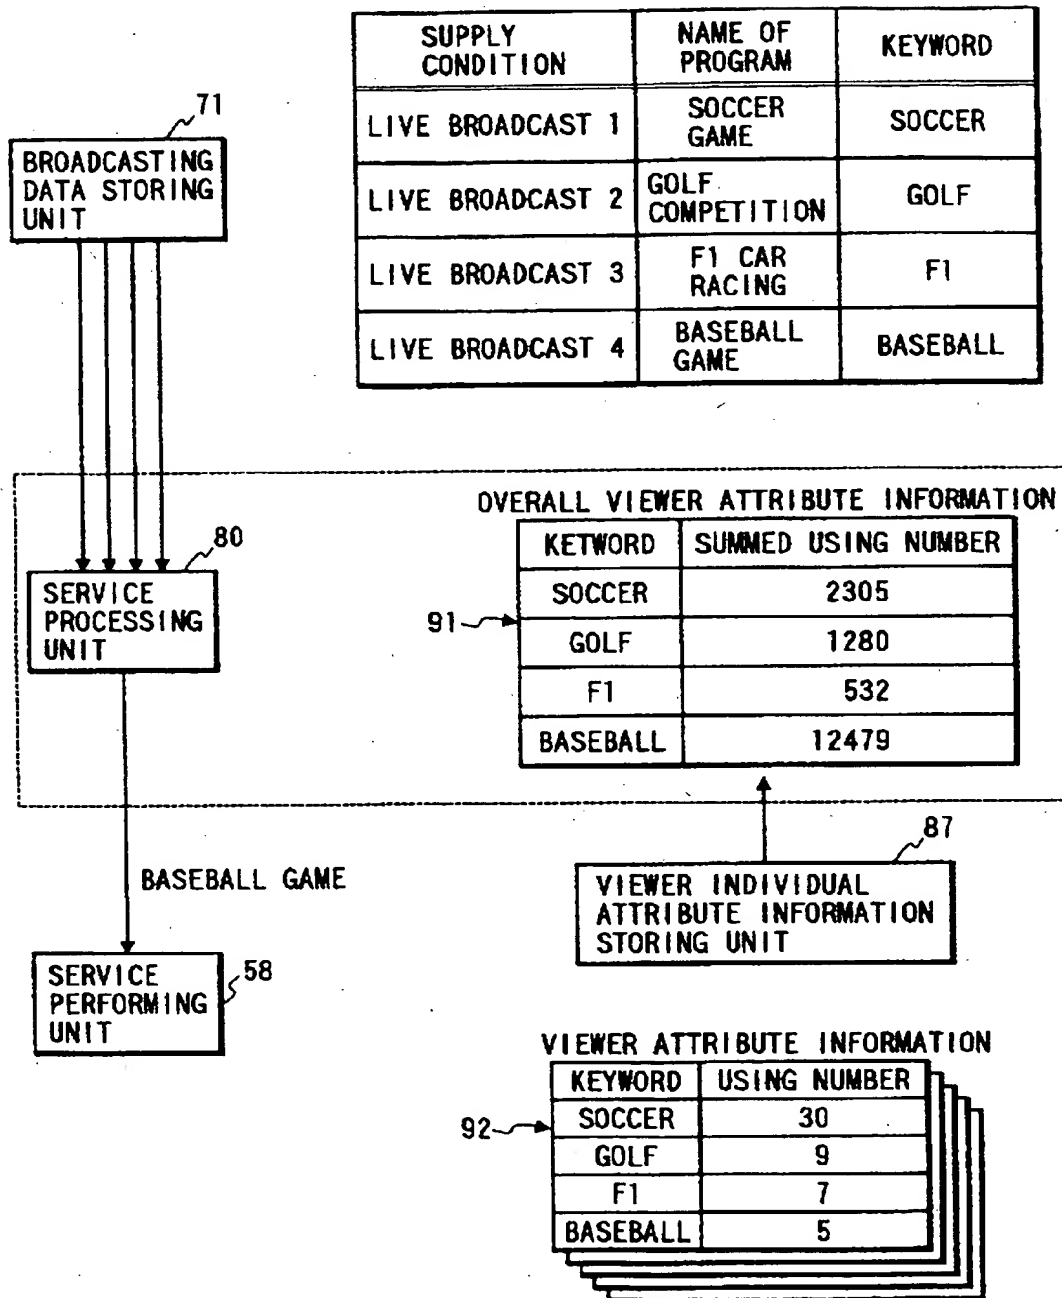 SUPPLY CONDITION
NAME OF PROGRAM
KEYWORD
LIVE BROADCAST 1
SOCCER GAME
SOCCER
LIVE BROADCAST 2
GOLF COMPETITION
GOLF
LIVE BROADCAST 3
F1 CAR RACING
F1
LIVE BROADCAST 4
BASEBALL GAME
BASEBALL
71
BROADCASTING
DATA STORING
UNIT
80
SERVICE
PROCESSING
UNIT
OVERALL VIEWER ATTRIBUTE INFORMATION
KETWORD
SUMMED USING NUMBER
SOCCER
2305
91
GOLF
1280
F1
532
BASEBALL
12479
87
VIEWER INDIVIDUAL
ATTRIBUTE INFORMATION
STORING UNIT
BASEBALL GAME
SERVICE
PERFORMING
UNIT
58
VIEWER ATTRIBUTE INFORMATION
KEYWORD
USING NUMBER
92
SOCCER
30
GOLF
9
F1
7
BASEBALL
5